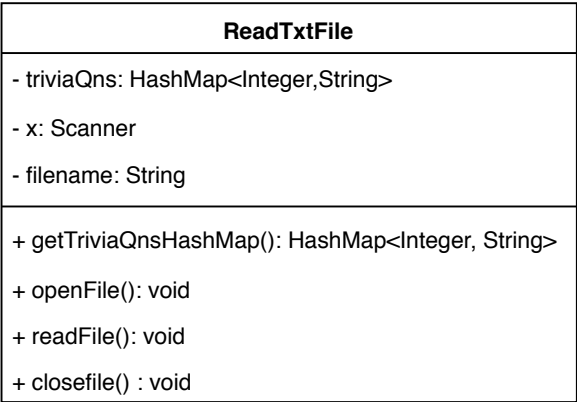 ReadTxtFile
- triviaQns: HashMap<Integer,String>
- x: Scanner
- filename: String
+ getTriviaQnsHashMap(): HashMap<Integer, String>
+ openFile(): void
+ readFile(): void
+ closefile() : void